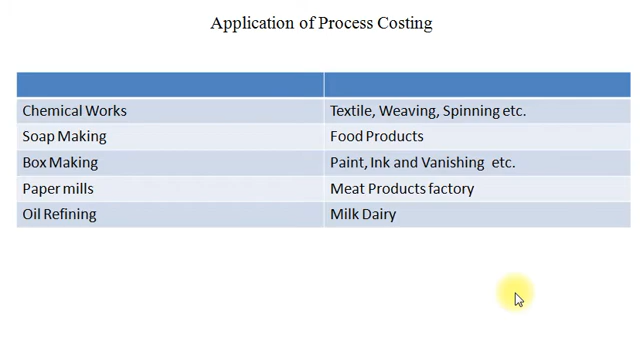 Application of Process Costing
Chemical Works Textile, Weaving, Spinning etc.
Soap Making Food Products
Box Making Paint, Ink and Vanishing etc.
Paper mills Meat Products factory
Oil Refining Milk Dairy